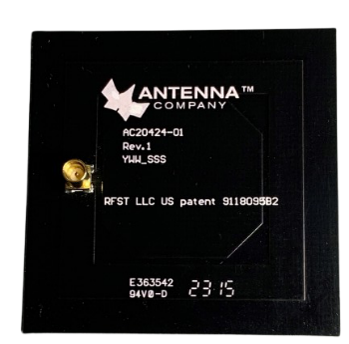 ANTENNA™
COMPANY
AC20424-01
Rev.1
YWW_SSS
RFST LLC US patent 9118095B2
E363542
94V0-D
2315